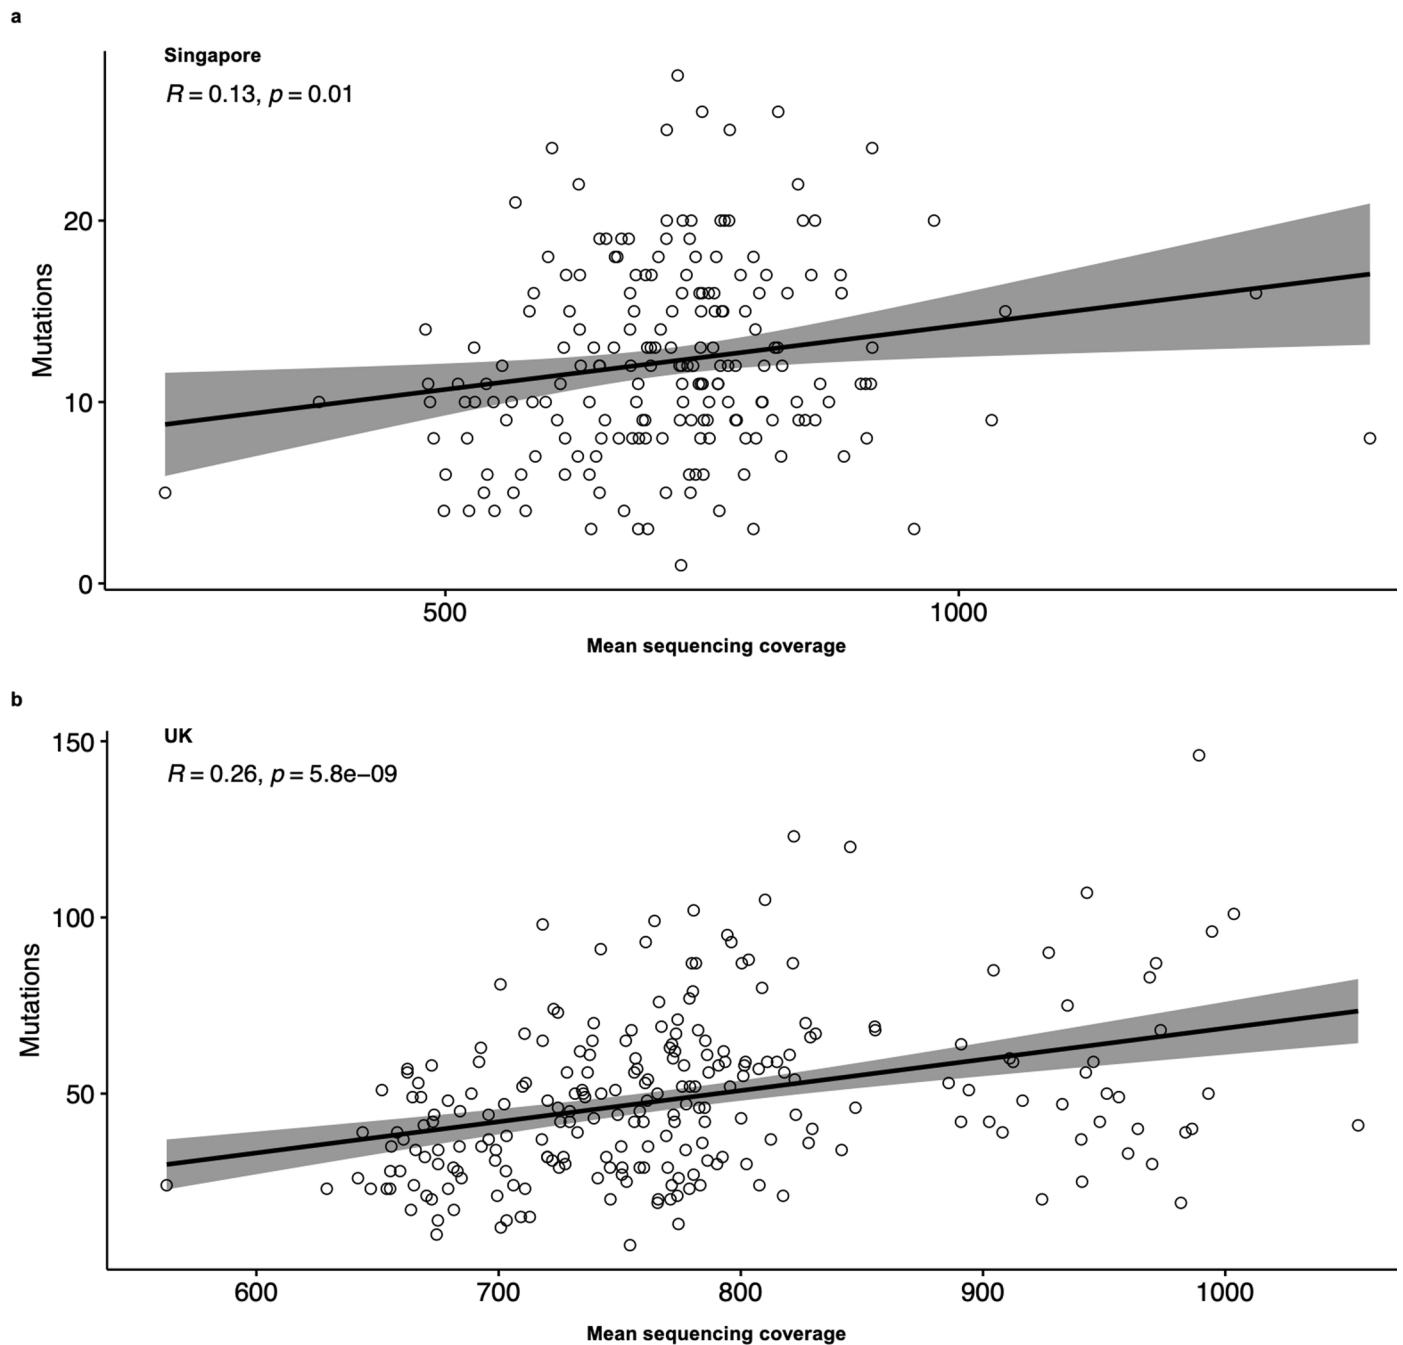 a
Singapore
R = 0.13, p = 0.01
Mutations
20
10
0
500 1000
Mean sequencing coverage
b
UK
R = 0.26, p = 5.8e−09
Mutations
150
100
50
600 700 800 900 1000
Mean sequencing coverage